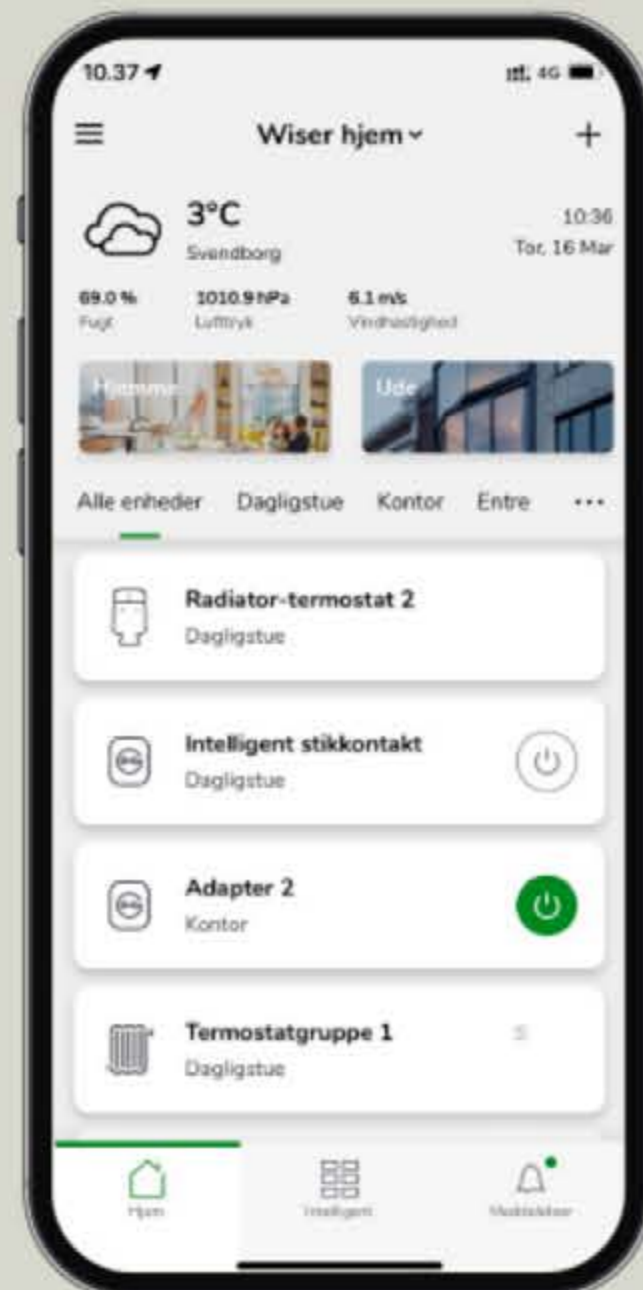 10.37
4G
Wiser hjem
3°C
10:36
Svendborg
Tor, 16 Mar
69.0 %
1010.9 hPa
6.1 m/s
Fugt
Lufttryk
Vindhastighed
Hjemme
Ude
Alle enheder
Dagligstue
Kontor
Entre
Radiator-termostat 2
Dagligstue
Intelligent stikkontakt
Dagligstue
Adapter 2
Kontor
Termostatgruppe 1
Dagligstue
Hjem
Intelligent
Meddelelser